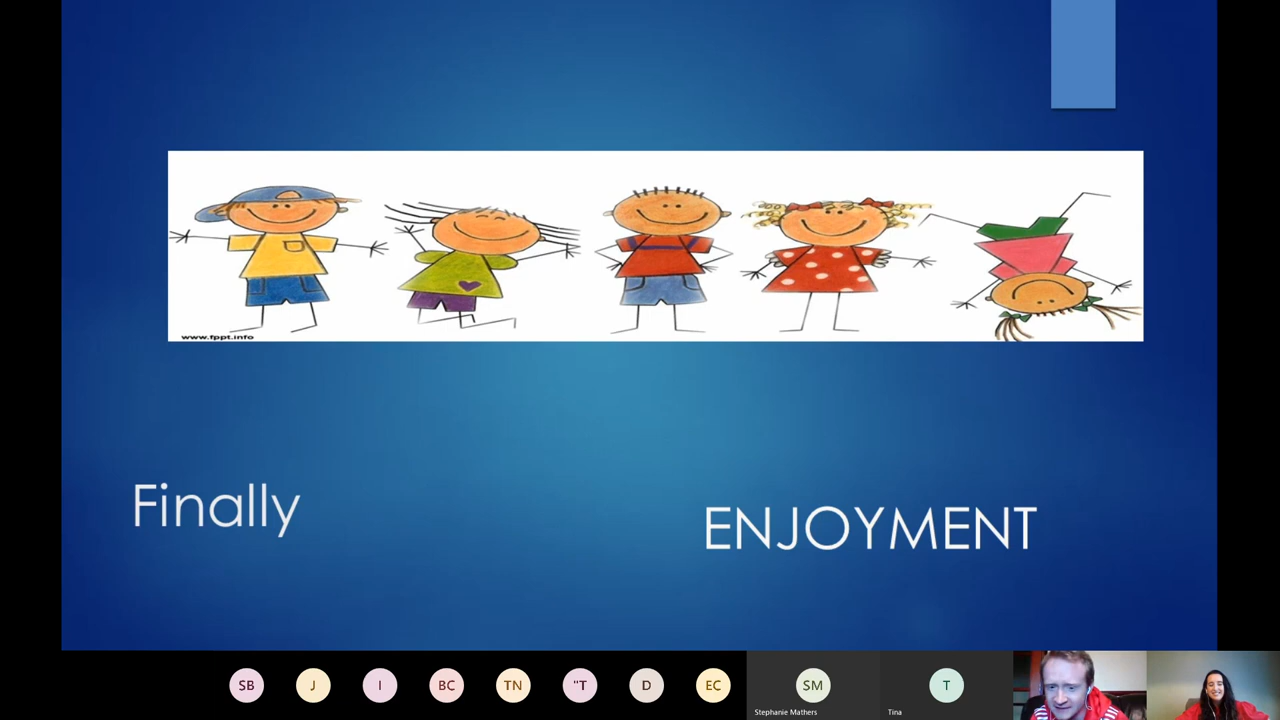 www.fppt.info
Finally
ENJOYMENT
SB
J
I
BC
TN
"T
D
EC
SM
T
Stephanie Mathers
Tina